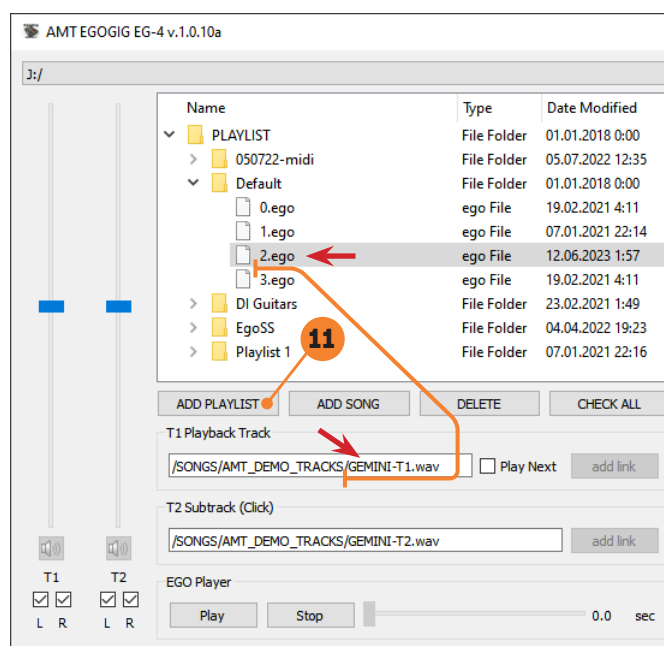 AMT EGOGIG EG-4 v.1.0.10a
J:/
Name Type Date Modified
PLAYLIST File Folder 01.01.2018 0:00
050722-midi File Folder 05.07.2022 12:35
Default File Folder 01.01.2018 0:00
0.ego ego File 19.02.2021 4:11
1.ego ego File 07.01.2021 22:14
2.ego ego File 12.06.2023 1:57
3.ego ego File 19.02.2021 4:11
DI Guitars File Folder 23.02.2021 1:49
EgoSS File Folder 04.04.2022 19:23
Playlist 1 File Folder 07.01.2021 22:16
11
ADD PLAYLIST ADD SONG DELETE CHECK ALL
T1 Playback Track
/SONGS/AMT_DEMO_TRACKS/GEMINI-T1.wav Play Next add link
T2 Subtrack (Click)
/SONGS/AMT_DEMO_TRACKS/GEMINI-T2.wav add link
T1 T2
L R L R
EGO Player
Play Stop 0.0 sec